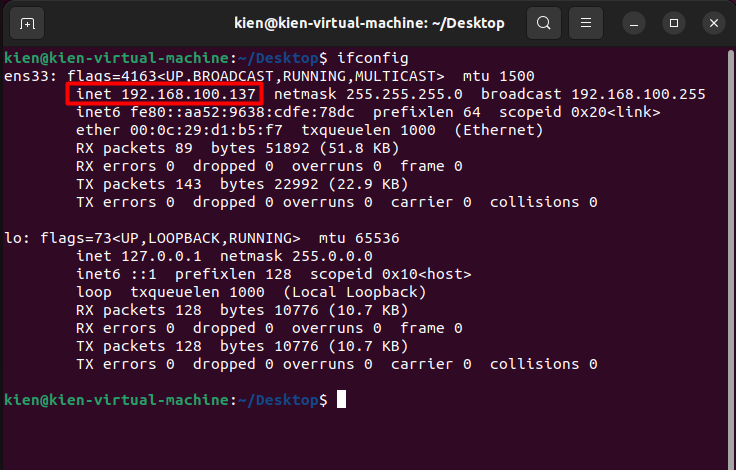 kien@kien-virtual-machine: ~/Desktop
kien@kien-virtual-machine:~/Desktop$ ifconfig
ens33: flags=4163<UP,BROADCAST,RUNNING,MULTICAST>  mtu 1500
        inet 192.168.100.137  netmask 255.255.255.0  broadcast 192.168.100.255
        inet6 fe80::aa52:9638:cdfe:78dc  prefixlen 64  scopeid 0x20<link>
        ether 00:0c:29:d1:b5:f7  txqueuelen 1000  (Ethernet)
        RX packets 89  bytes 51892 (51.8 KB)
        RX errors 0  dropped 0  overruns 0  frame 0
        TX packets 143  bytes 22992 (22.9 KB)
        TX errors 0  dropped 0 overruns 0  carrier 0  collisions 0
lo: flags=73<UP,LOOPBACK,RUNNING>  mtu 65536
        inet 127.0.0.1  netmask 255.0.0.0
        inet6 ::1  prefixlen 128  scopeid 0x10<host>
        loop  txqueuelen 1000  (Local Loopback)
        RX packets 128  bytes 10776 (10.7 KB)
        RX errors 0  dropped 0  overruns 0  frame 0
        TX packets 128  bytes 10776 (10.7 KB)
        TX errors 0  dropped 0 overruns 0  carrier 0  collisions 0
kien@kien-virtual-machine:~/Desktop$